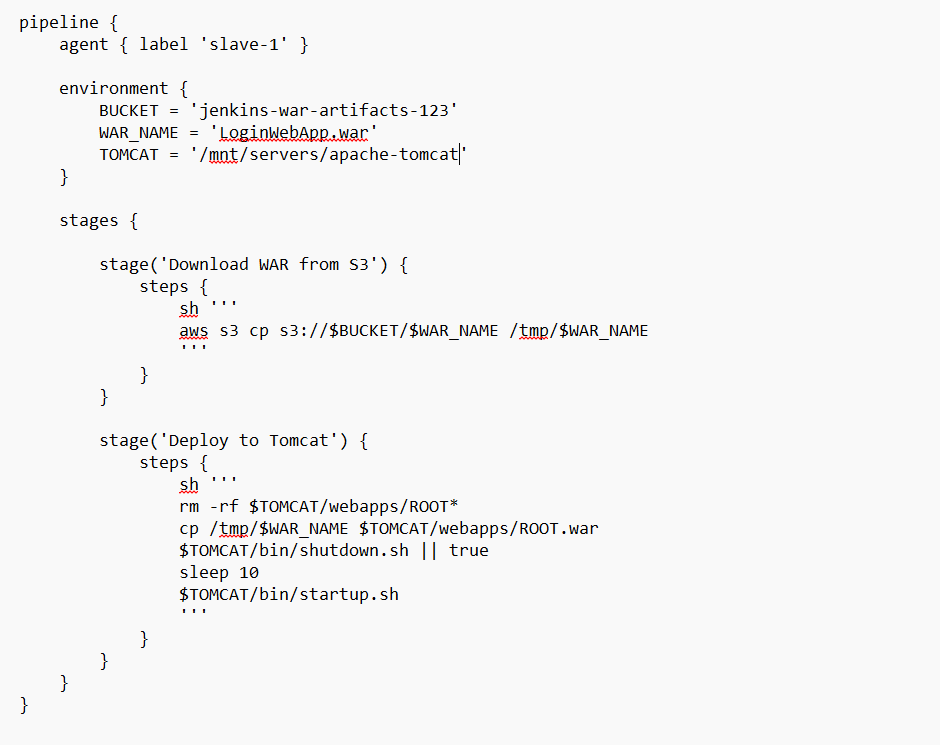 pipeline {
    agent { label 'slave-1' }

    environment {
        BUCKET = 'jenkins-war-artifacts-123'
        WAR_NAME = 'LoginWebApp.war'
        TOMCAT = '/mnt/servers/apache-tomcat'
    }

    stages {

        stage('Download WAR from S3') {
            steps {
                sh '''
                aws s3 cp s3://$BUCKET/$WAR_NAME /tmp/$WAR_NAME
                '''
            }
        }

        stage('Deploy to Tomcat') {
            steps {
                sh '''
                rm -rf $TOMCAT/webapps/ROOT*
                cp /tmp/$WAR_NAME $TOMCAT/webapps/ROOT.war
                $TOMCAT/bin/shutdown.sh || true
                sleep 10
                $TOMCAT/bin/startup.sh
                '''
            }
        }
    }
}